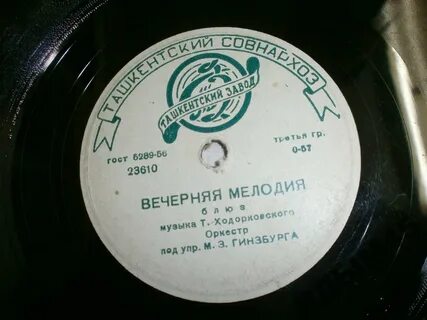 ТАШКЕНТСКИЙ СОВНАРХОЗ
ТАШКЕНТСКИЙ ЗАВОД
гост 5289-56
третья гр.
23610
0-57
ВЕЧЕРНЯЯ МЕЛОДИЯ
блюз
музыка Т. Ходорковского
Оркестр
под упр. М. З. ГИНЗБУРГА